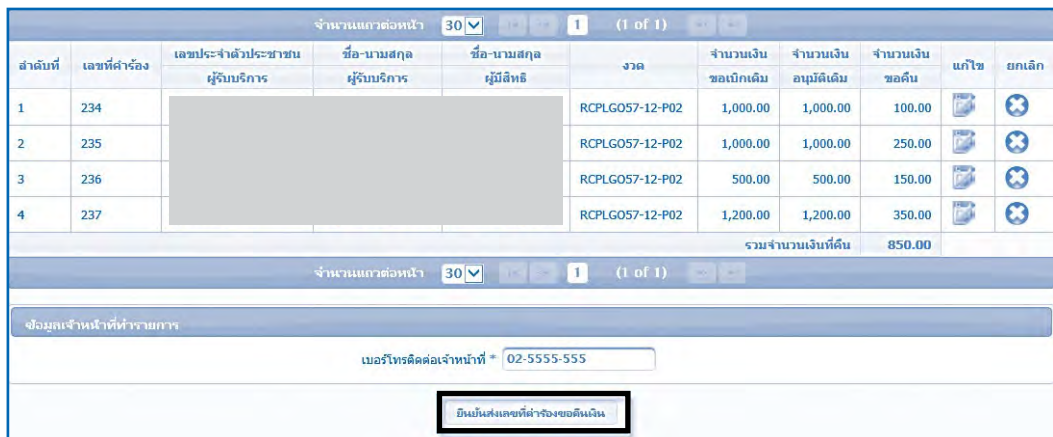 จำนวนแถวต่อหน้า 30 1 (1 of 1)
ลำดับที่ เลขที่คำร้อง เลขประจำตัวประชาชน ชื่อ-นามสกุล ชื่อ-นามสกุล งวด จำนวนเงิน จำนวนเงิน จำนวนเงิน แก้ไข ยกเลิก
ผู้รับบริการ ผู้รับบริการ ผู้มีสิทธิ ขอเบิกเดิม อนุมัติเดิม ขอคืน
1 234 RCPLGO57-12-P02 1,000.00 1,000.00 100.00
2 235 RCPLGO57-12-P02 1,000.00 1,000.00 250.00
3 236 RCPLGO57-12-P02 500.00 500.00 150.00
4 237 RCPLGO57-12-P02 1,200.00 1,200.00 350.00
รวมจำนวนเงินที่คืน 850.00
จำนวนแถวต่อหน้า 30 1 (1 of 1)
ข้อมูลเจ้าหน้าที่ทำรายการ
เบอร์โทรติดต่อเจ้าหน้าที่ * 02-5555-555
ยืนยันส่งเลขที่คำร้องขอคืนเงิน